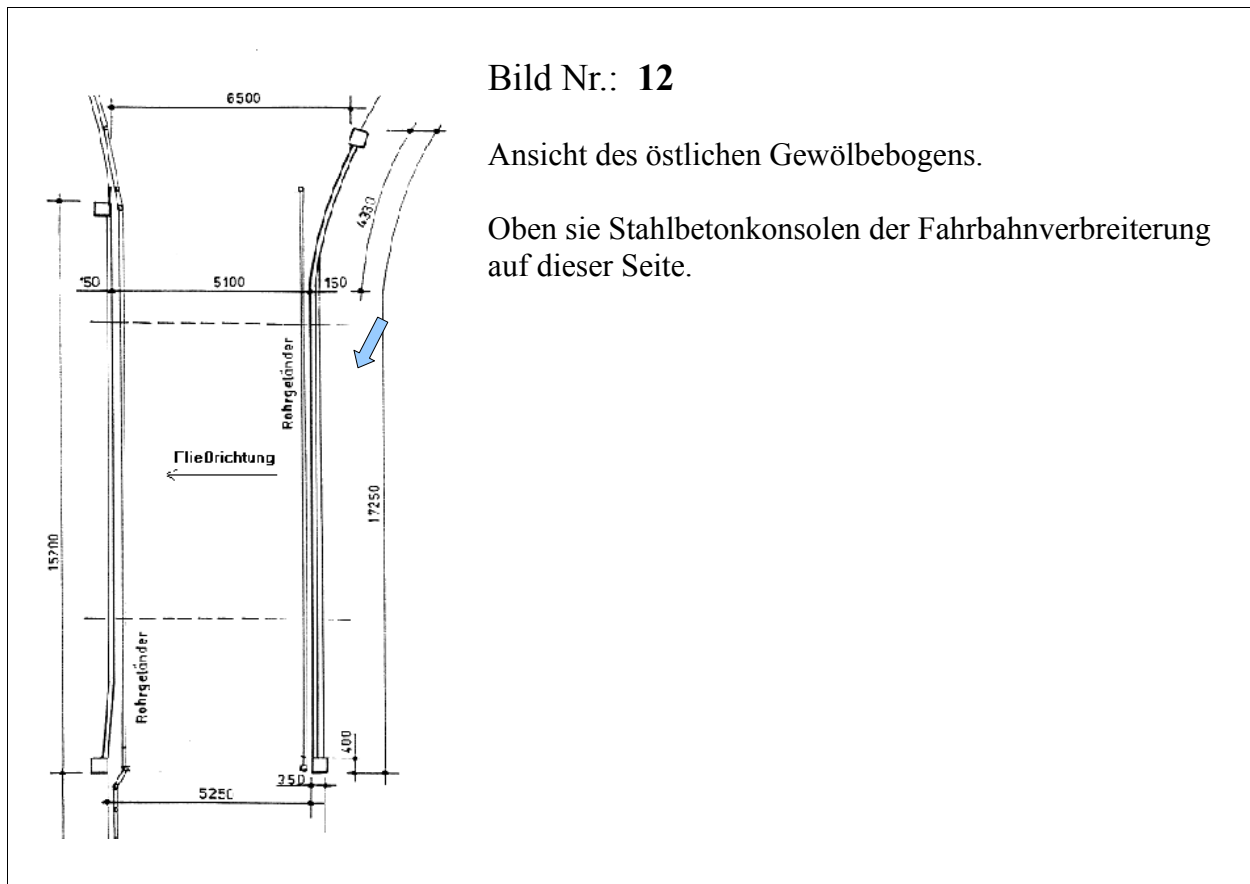 Bild Nr.: 12
Ansicht des östlichen Gewölbebogens.
Oben sie Stahlbetonkonsolen der Fahrbahnverbreiterung
auf dieser Seite.
6500
4330
150
5100
150
Rohrgeländer
Fließrichtung
17250
15200
Rohrgeländer
400
350
5250